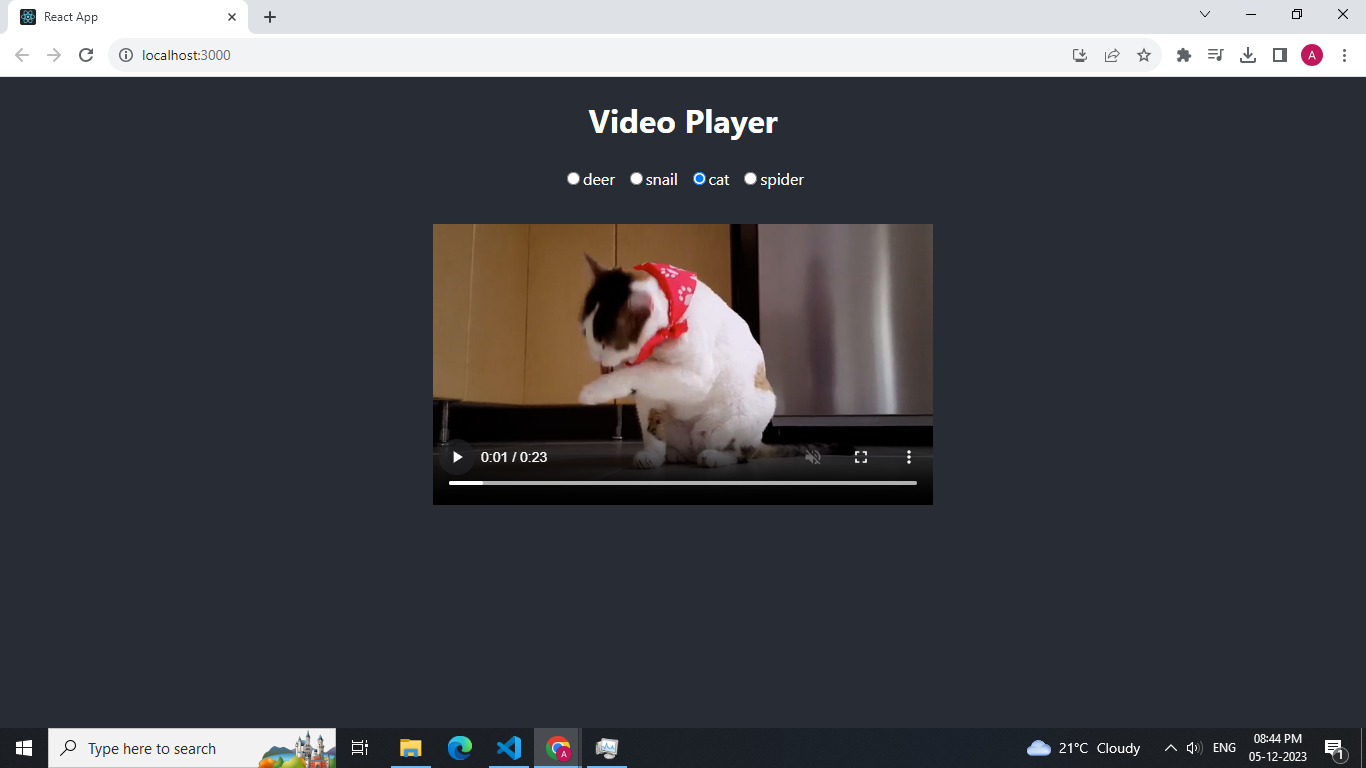 React App
localhost:3000
A
Video Player
deer snail cat spider
0:01 / 0:23
Type here to search
A
21°C Cloudy
ENG
08:44 PM
05-12-2023
1